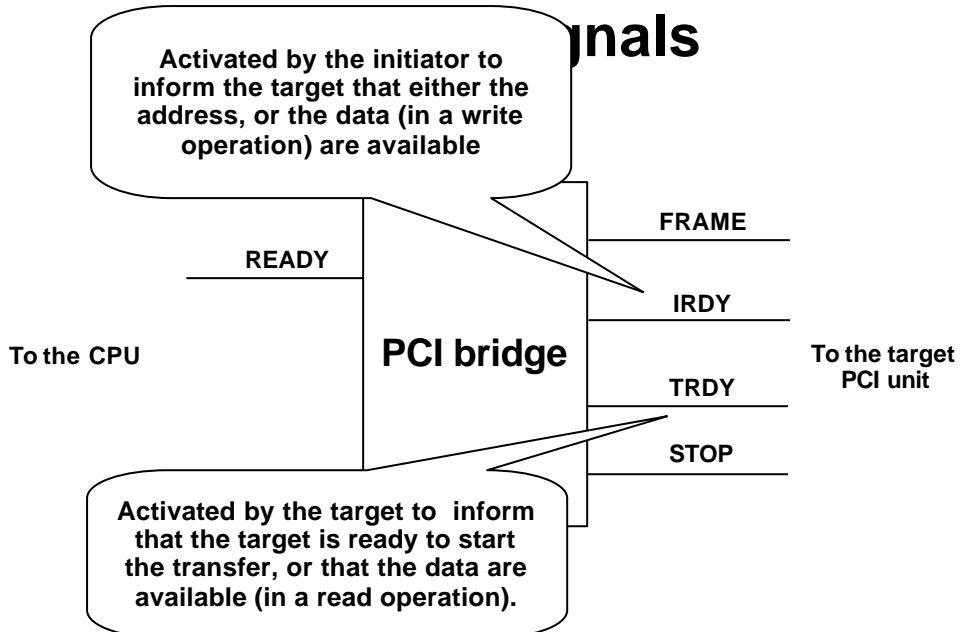 gnals
Activated by the initiator to
inform the target that either the
address, or the data (in a write
operation) are available
FRAME
READY
IRDY
To the CPU
PCI bridge
To the target
PCI unit
TRDY
STOP
Activated by the target to inform
that the target is ready to start
the transfer, or that the data are
available (in a read operation).